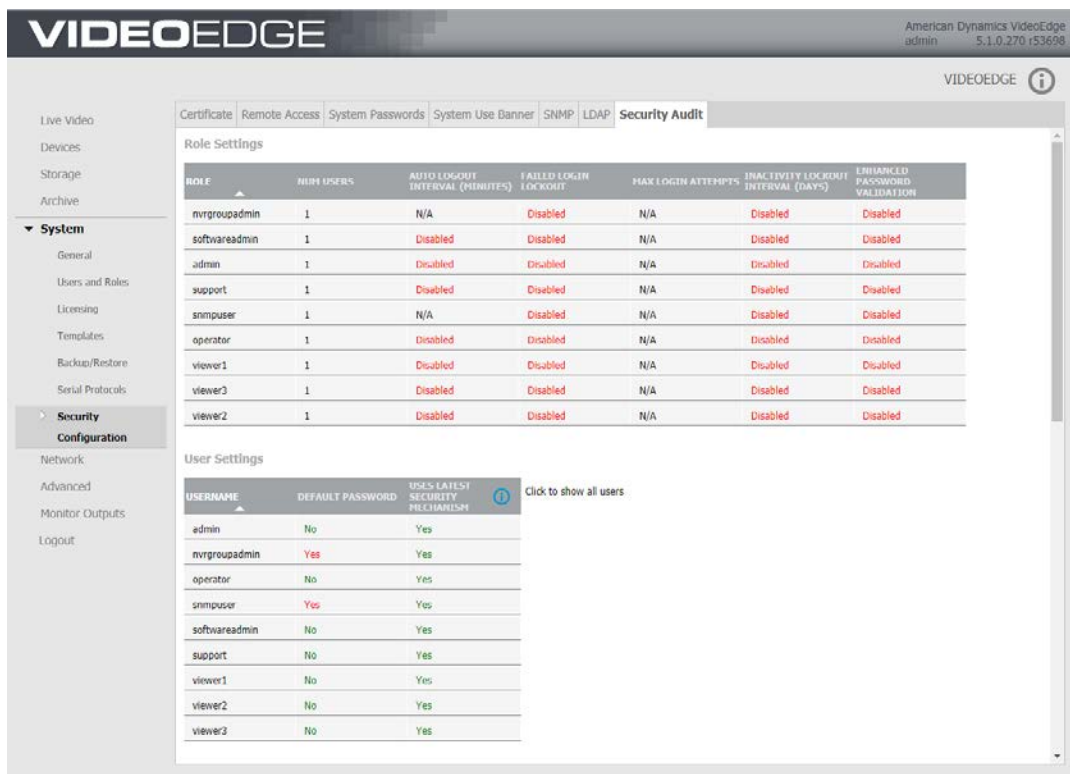 VIDEOEDGE
American Dynamics VideoEdge
admin 5.1.0.270 r53698
VIDEOEDGE
Live Video
Devices
Storage
Archive
System
General
Users and Roles
Licensing
Templates
Backup/Restore
Serial Protocols
Security
Configuration
Network
Advanced
Monitor Outputs
Logout
Certificate Remote Access System Passwords System Use Banner SNMP LDAP Security Audit
Role Settings
ROLE NUM USERS AUTO LOGOUT INTERVAL (MINUTES) FAILED LOGIN LOCKOUT MAX LOGIN ATTEMPTS INACTIVITY LOCKOUT INTERVAL (DAYS) ENHANCED PASSWORD VALIDATION
nvrgroupadmin 1 N/A Disabled N/A Disabled Disabled
softwareadmin 1 Disabled Disabled N/A Disabled Disabled
admin 1 Disabled Disabled N/A Disabled Disabled
support 1 Disabled Disabled N/A Disabled Disabled
snmpuser 1 N/A Disabled N/A Disabled Disabled
operator 1 Disabled Disabled N/A Disabled Disabled
viewer1 1 Disabled Disabled N/A Disabled Disabled
viewer3 1 Disabled Disabled N/A Disabled Disabled
viewer2 1 Disabled Disabled N/A Disabled Disabled
User Settings
USERNAME DEFAULT PASSWORD USES LATEST SECURITY MECHANISM Click to show all users
admin No Yes
nvrgroupadmin Yes Yes
operator No Yes
snmpuser Yes Yes
softwareadmin No Yes
support No Yes
viewer1 No Yes
viewer2 No Yes
viewer3 No Yes